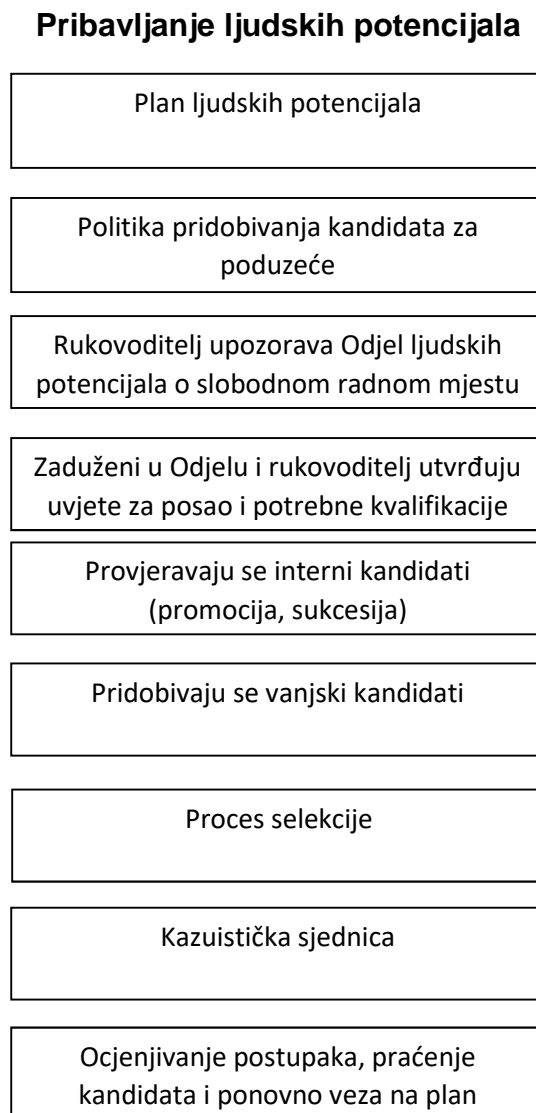 Pribavljanje ljudskih potencijala
Plan ljudskih potencijala
Politika pridobivanja kandidata za
poduzeće
Rukovoditelj upozorava Odjel ljudskih
potencijala o slobodnom radnom mjestu
Zaduženi u Odjelu i rukovoditelj utvrđuju
uvjete za posao i potrebne kvalifikacije
Provjeravaju se interni kandidati
(promocija, sukcesija)
Pridobivaju se vanjski kandidati
Proces selekcije
Kazuistička sjednica
Ocjenjivanje postupaka, praćenje
kandidata i ponovno veza na plan